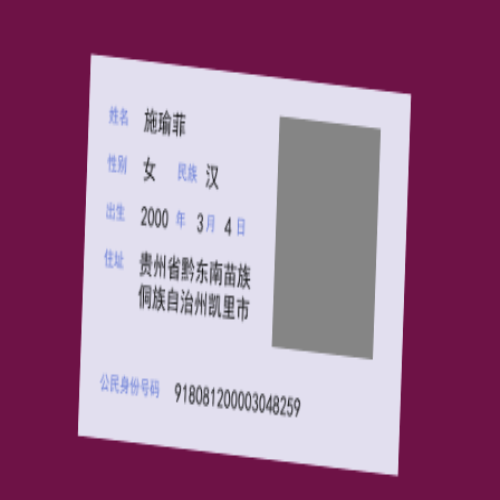 姓名 施瑜菲
性别 女 民族 汉
出生 2000 年 3 月 4 日
住址 贵州省黔东南苗族
侗族自治州凯里市
公民身份号码 918081200003048259